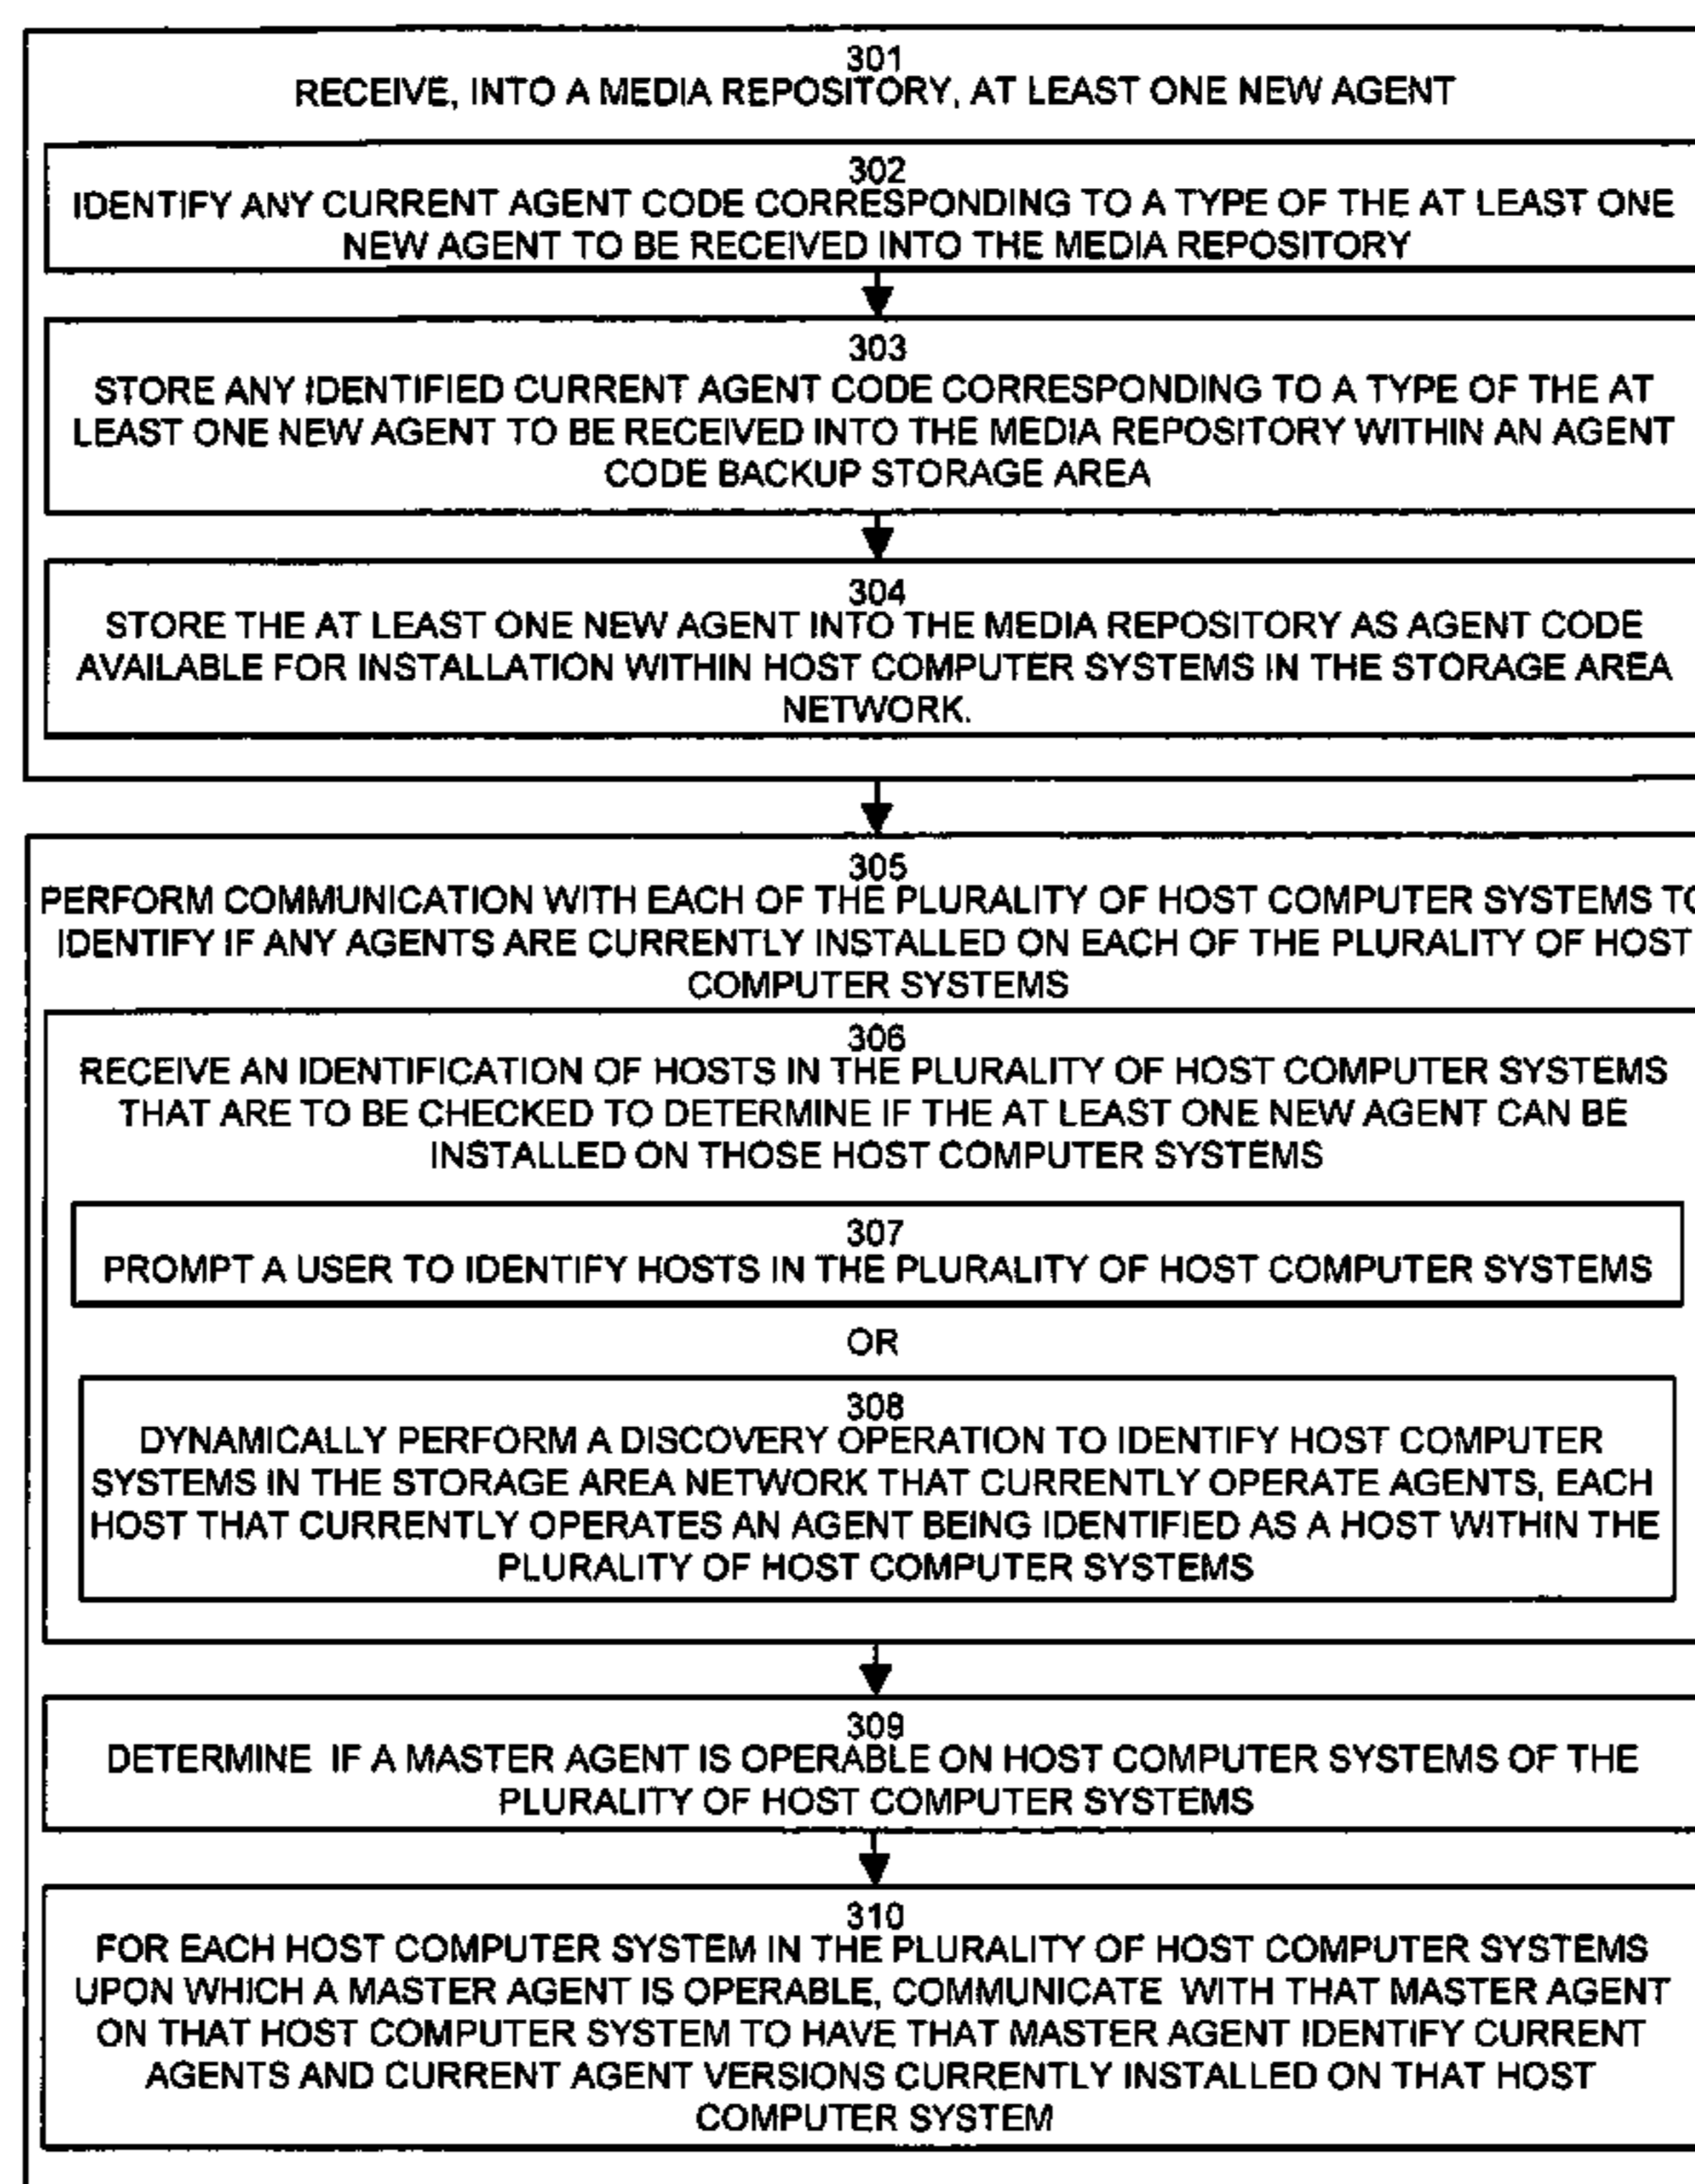 301
RECEIVE, INTO A MEDIA REPOSITORY, AT LEAST ONE NEW AGENT
302
IDENTIFY ANY CURRENT AGENT CODE CORRESPONDING TO A TYPE OF THE AT LEAST ONE
NEW AGENT TO BE RECEIVED INTO THE MEDIA REPOSITORY
303
STORE ANY IDENTIFIED CURRENT AGENT CODE CORRESPONDING TO A TYPE OF THE AT
LEAST ONE NEW AGENT TO BE RECEIVED INTO THE MEDIA REPOSITORY WITHIN AN AGENT
CODE BACKUP STORAGE AREA
304
STORE THE AT LEAST ONE NEW AGENT INTO THE MEDIA REPOSITORY AS AGENT CODE
AVAILABLE FOR INSTALLATION WITHIN HOST COMPUTER SYSTEMS IN THE STORAGE AREA
NETWORK.
305
PERFORM COMMUNICATION WITH EACH OF THE PLURALITY OF HOST COMPUTER SYSTEMS TO
IDENTIFY IF ANY AGENTS ARE CURRENTLY INSTALLED ON EACH OF THE PLURALITY OF HOST
COMPUTER SYSTEMS
306
RECEIVE AN IDENTIFICATION OF HOSTS IN THE PLURALITY OF HOST COMPUTER SYSTEMS
THAT ARE TO BE CHECKED TO DETERMINE IF THE AT LEAST ONE NEW AGENT CAN BE
INSTALLED ON THOSE HOST COMPUTER SYSTEMS
307
PROMPT A USER TO IDENTIFY HOSTS IN THE PLURALITY OF HOST COMPUTER SYSTEMS
OR
308
DYNAMICALLY PERFORM A DISCOVERY OPERATION TO IDENTIFY HOST COMPUTER
SYSTEMS IN THE STORAGE AREA NETWORK THAT CURRENTLY OPERATE AGENTS, EACH
HOST THAT CURRENTLY OPERATES AN AGENT BEING IDENTIFIED AS A HOST WITHIN THE
PLURALITY OF HOST COMPUTER SYSTEMS
309
DETERMINE IF A MASTER AGENT IS OPERABLE ON HOST COMPUTER SYSTEMS OF THE
PLURALITY OF HOST COMPUTER SYSTEMS
310
FOR EACH HOST COMPUTER SYSTEM IN THE PLURALITY OF HOST COMPUTER SYSTEMS
UPON WHICH A MASTER AGENT IS OPERABLE, COMMUNICATE WITH THAT MASTER AGENT
ON THAT HOST COMPUTER SYSTEM TO HAVE THAT MASTER AGENT IDENTIFY CURRENT
AGENTS AND CURRENT AGENT VERSIONS CURRENTLY INSTALLED ON THAT HOST
COMPUTER SYSTEM